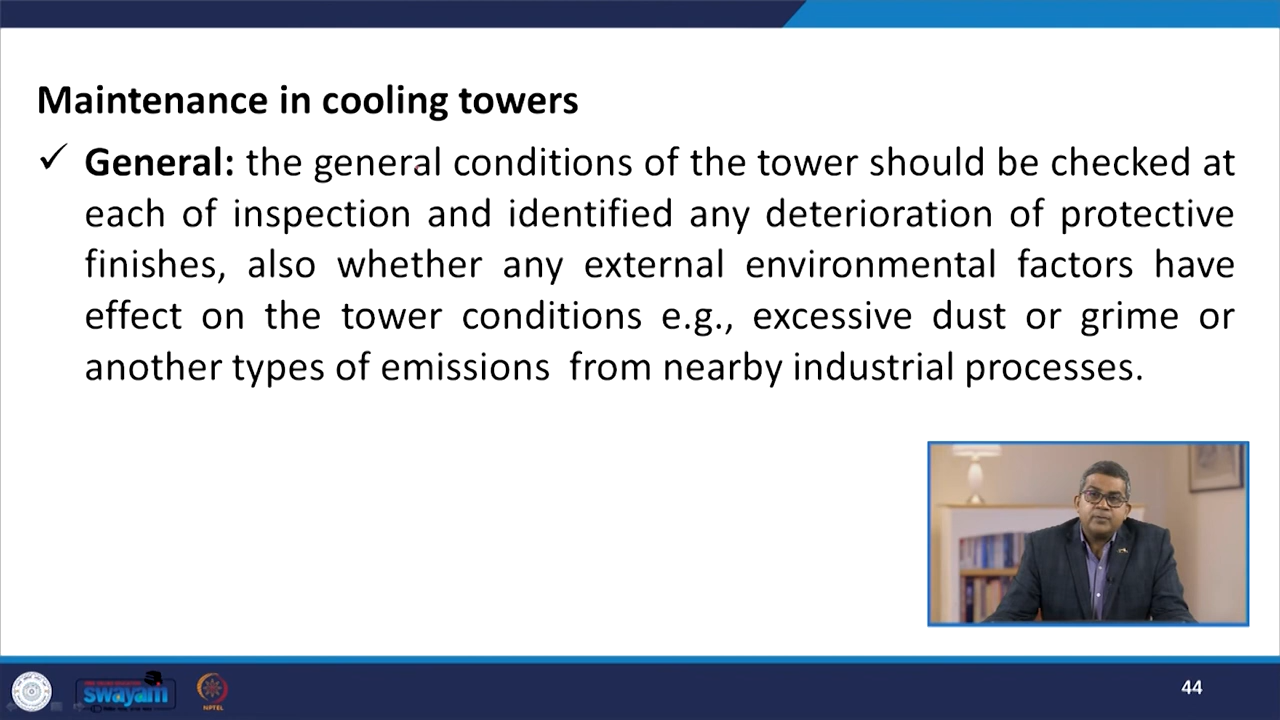 Maintenance in cooling towers
✓ General: the general conditions of the tower should be checked at
each of inspection and identified any deterioration of protective
finishes, also whether any external environmental factors have
effect on the tower conditions e.g., excessive dust or grime or
another types of emissions from nearby industrial processes.
swayam
NPTEL
44